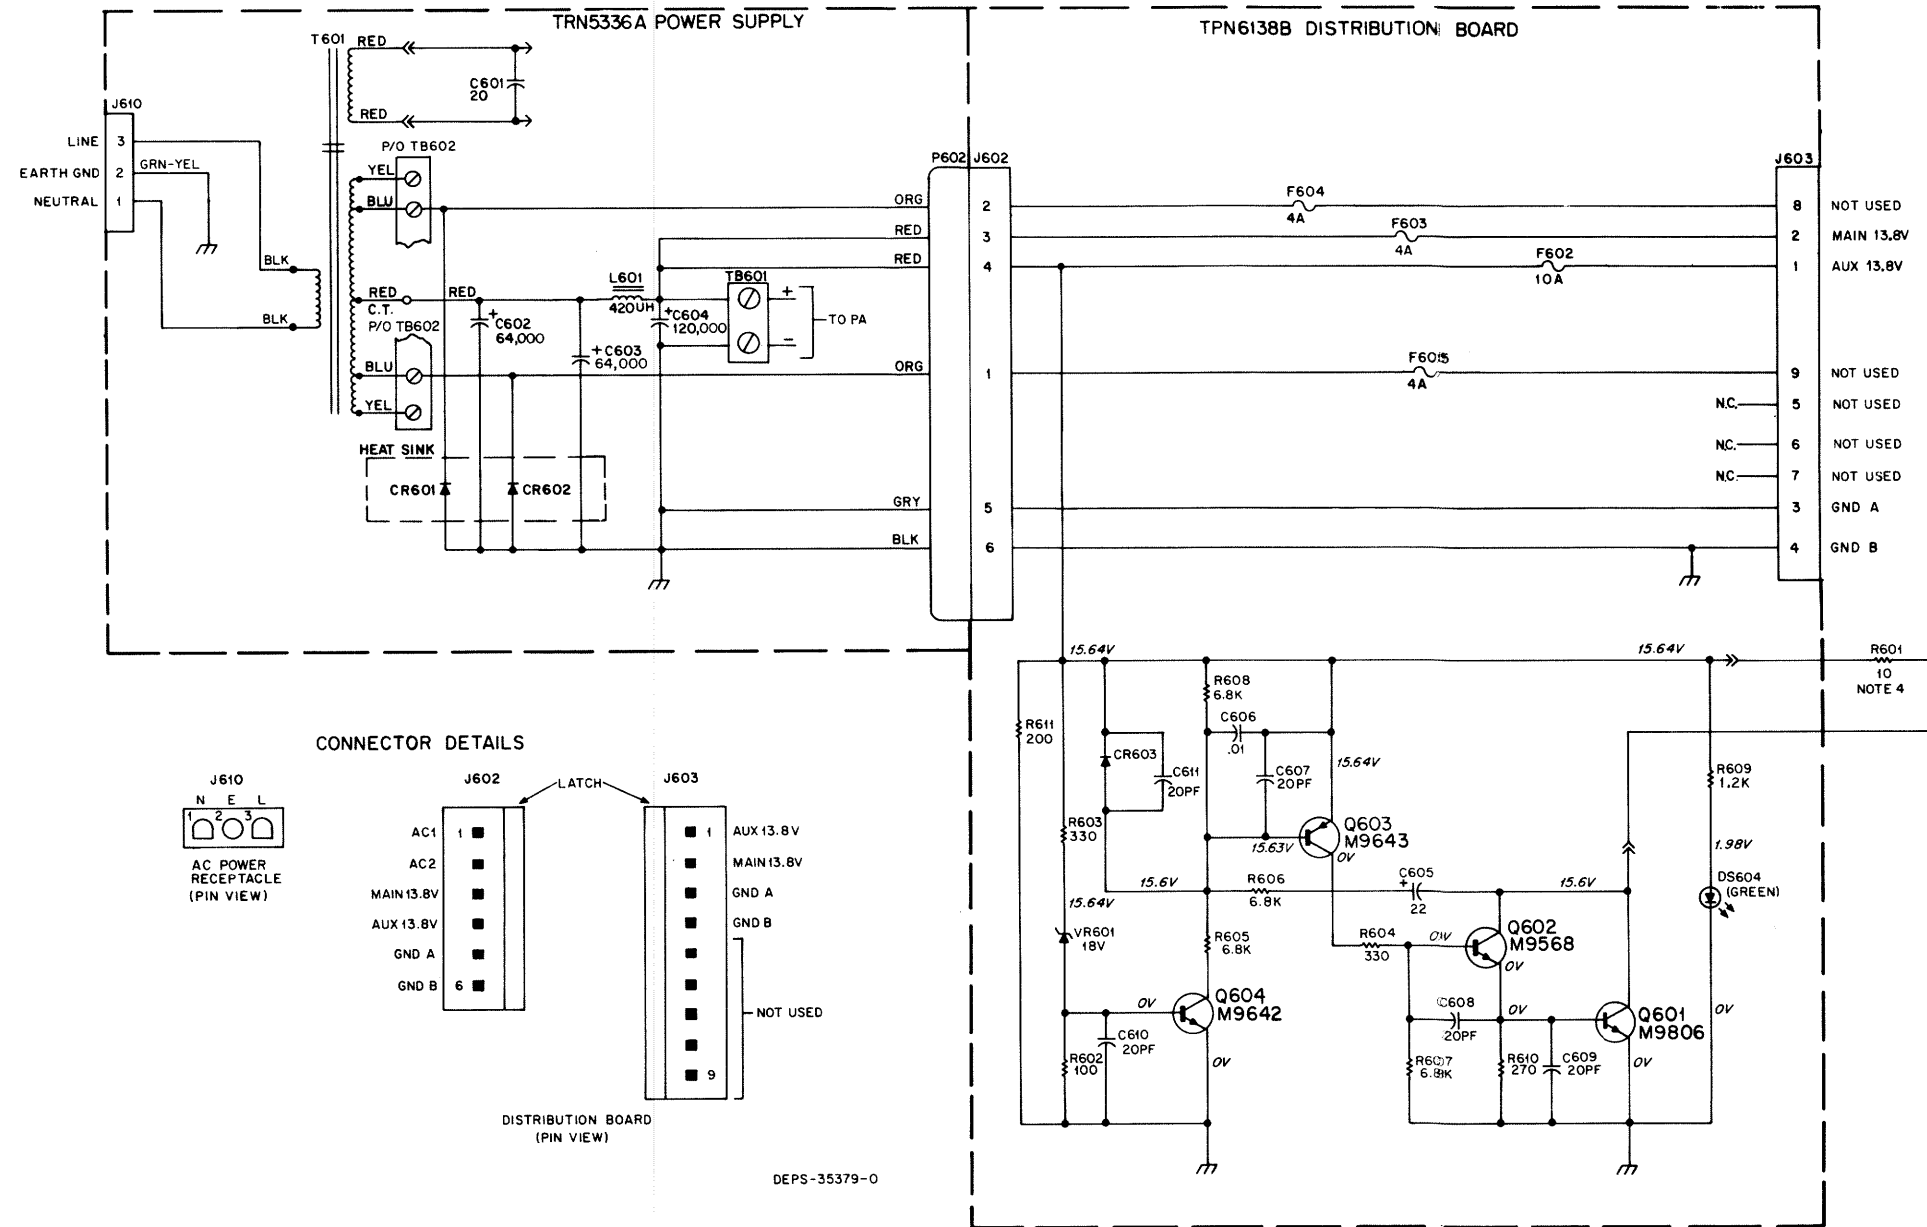 TRN5336A POWER SUPPLY
TPN6138B DISTRIBUTION BOARD
T601
RED
C601
20
RED
J610
LINE 3
EARTH GND 2
NEUTRAL 1
GRN-YEL
P/O TB602
YEL
BLU
BLK
BLK
RED
C.T.
RED
P/O TB602
BLU
YEL
C602
64,000
C603
64,000
L601
420UH
C604
120,000
TB601
+
-
TO PA
HEAT SINK
CR601
CR602
ORG
RED
RED
ORG
GRY
BLK
P602 J602
2
3
4
1
5
6
F604
4A
F603
4A
F602
10A
F6015
4A
J603
8 NOT USED
2 MAIN 13.8V
1 AUX 13.8V
9 NOT USED
N.C. 5 NOT USED
N.C. 6 NOT USED
N.C. 7 NOT USED
3 GND A
4 GND B
15.64V
15.64V
R601
10
NOTE 4
R611
200
R608
6.8K
C606
.01
CR603
C611
20PF
C607
20PF
15.64V
R609
1.2K
R603
330
Q603
M9643
15.63V
0V
1.98V
DS604
(GREEN)
15.6V
R606
6.8K
C605
+
22
15.6V
15.64V
VR601
18V
R605
6.8K
R604
330
0V
Q602
M9568
0V
0V
Q604
M9642
C608
20PF
0V
Q601
M9806
0V
C610
20PF
R602
100
0V
R607
6.8K
R610
270
C609
20PF
0V
CONNECTOR DETAILS
J610
N E L
1 2 3
AC POWER
RECEPTACLE
(PIN VIEW)
J602
LATCH
J603
AC1 1
AC2
MAIN 13.8V
AUX 13.8V
GND A
GND B 6
1 AUX 13.8V
MAIN 13.8V
GND A
GND B
NOT USED
9
DISTRIBUTION BOARD
(PIN VIEW)
DEPS-35379-O